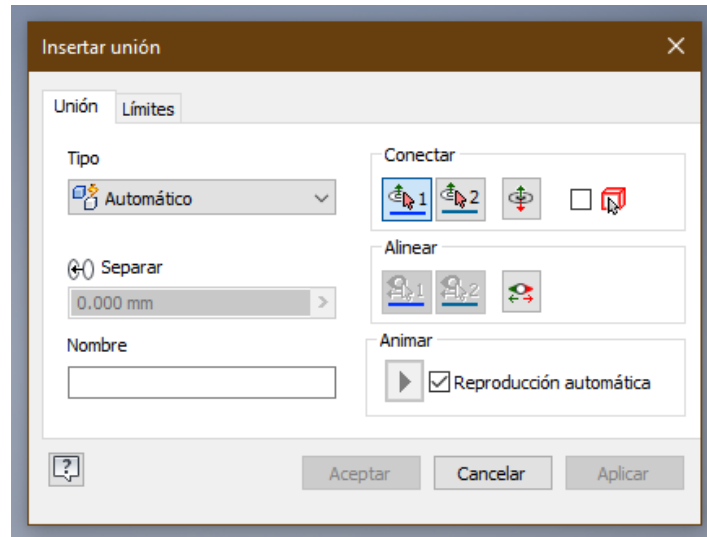 Insertar unión
Unión Límites
Tipo
Automático
Separar
0.000 mm
Nombre
Conectar
1 2
Alinear
1 2
Animar
Reproducción automática
? Aceptar Cancelar Aplicar